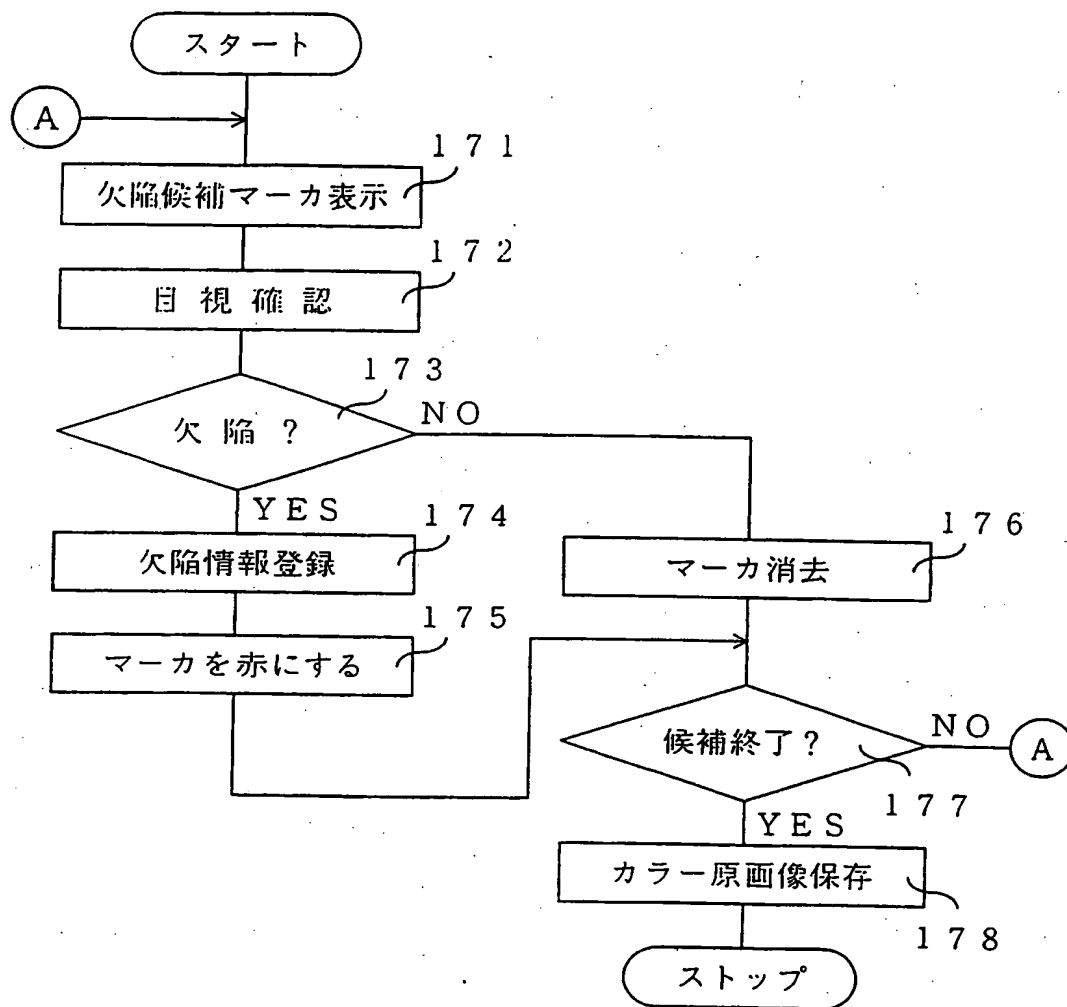 スタート
A
171
欠陥候補マーカ表示
172
目視確認
173
欠陥?
NO
YES
174
欠陥情報登録
175
マーカを赤にする
176
マーカ消去
候補終了?
NO
A
177
YES
カラー原画像保存
178
ストップ